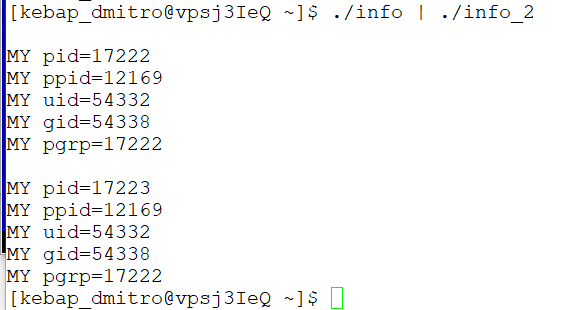 [kebap_dmitro@vpsj3IeQ ~]$ ./info | ./info_2
MY pid=17222
MY ppid=12169
MY uid=54332
MY gid=54338
MY pgrp=17222
MY pid=17223
MY ppid=12169
MY uid=54332
MY gid=54338
MY pgrp=17222
[kebap_dmitro@vpsj3IeQ ~]$